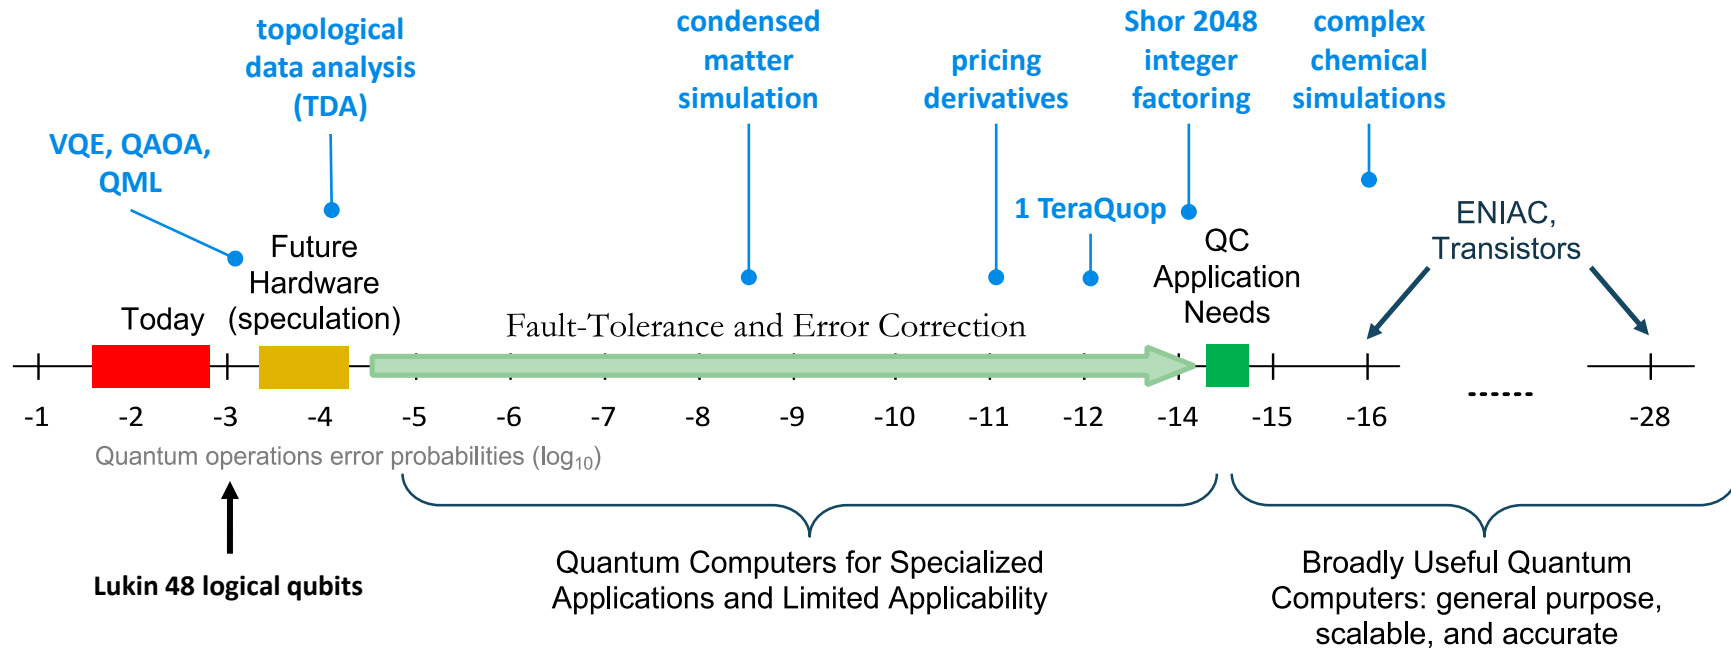 topological
data analysis
(TDA)
condensed
matter
simulation
pricing
derivatives
Shor 2048
integer
factoring
complex
chemical
simulations
VQE, QAOA,
QML
1 TeraQuop
ENIAC,
Transistors
Today
Future
Hardware
(speculation)
Fault-Tolerance and Error Correction
QC
Application
Needs
-1 -2 -3 -4 -5 -6 -7 -8 -9 -10 -11 -12 -14 -15 -16 ...... -28
Quantum operations error probabilities (log₁₀)
Lukin 48 logical qubits
Quantum Computers for Specialized
Applications and Limited Applicability
Broadly Useful Quantum
Computers: general purpose,
scalable, and accurate